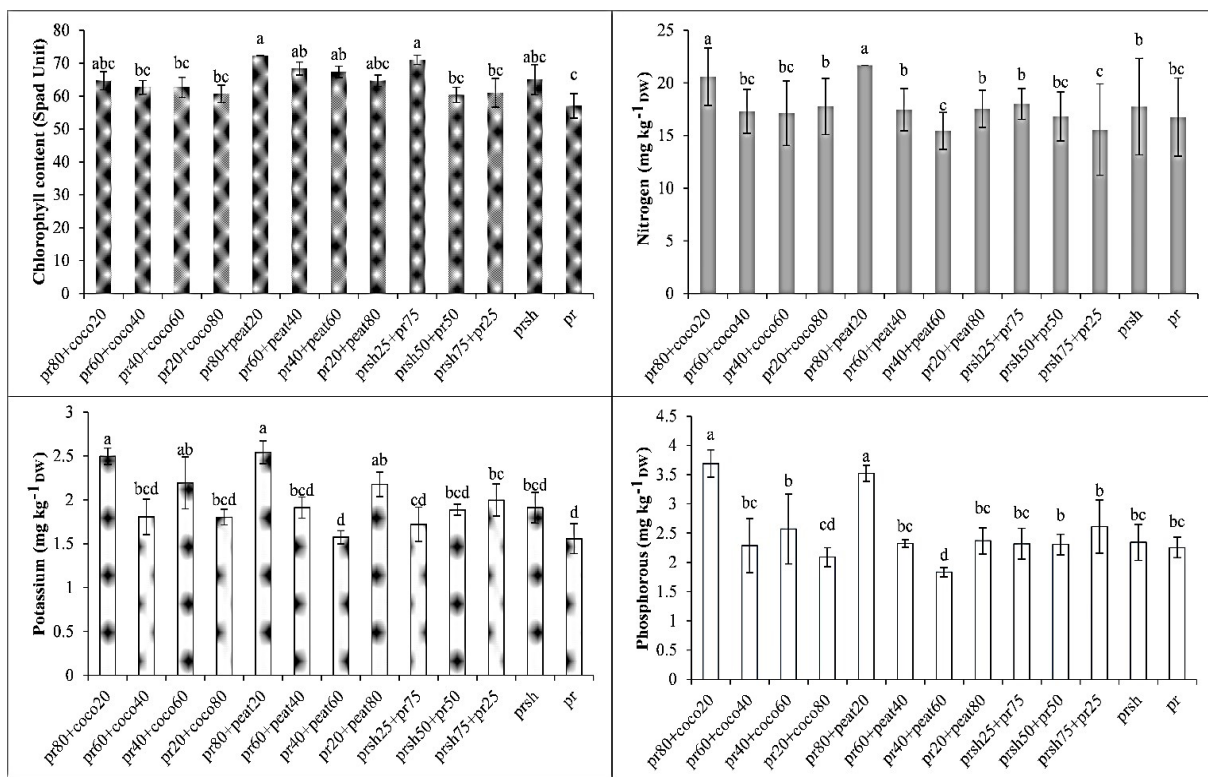 Chlorophyll content (Spad Unit)
80
70
60
50
40
30
20
10
0
abc
bc
bc
bc
a
ab
ab
abc
a
bc
bc
abc
c
pr80+coco20
pr60+coco40
pr40+coco60
pr20+coco80
pr80+peat20
pr60+peat40
pr40+peat60
pr20+peat80
prsh25+pr75
prsh50+pr50
prsh75+pr25
prsh
pr
Nitrogen (mg kg-1 DW)
25
20
15
10
5
0
a
bc
bc
b
a
b
c
b
b
bc
c
b
bc
pr80+coco20
pr60+coco40
pr40+coco60
pr20+coco80
pr80+peat20
pr60+peat40
pr40+peat60
pr20+peat80
prsh25+pr75
prsh50+pr50
prsh75+pr25
prsh
pr
Potassium (mg kg-1 DW)
3
2.5
2
1.5
1
0.5
0
a
bcd
ab
bcd
a
bcd
d
ab
cd
bcd
bc
bcd
d
pr80+coco20
pr60+coco40
pr40+coco60
pr20+coco80
pr80+peat20
pr60+peat40
pr40+peat60
pr20+peat80
prsh25+pr75
prsh50+pr50
prsh75+pr25
prsh
pr
Phosphorous (mg kg-1 DW)
4.5
4
3.5
3
2.5
2
1.5
1
0.5
0
a
bc
b
cd
a
bc
d
bc
bc
b
b
bc
bc
pr80+coco20
pr60+coco40
pr40+coco60
pr20+coco80
pr80+peat20
pr60+peat40
pr40+peat60
pr20+peat80
prsh25+pr75
prsh50+pr50
prsh75+pr25
prsh
pr